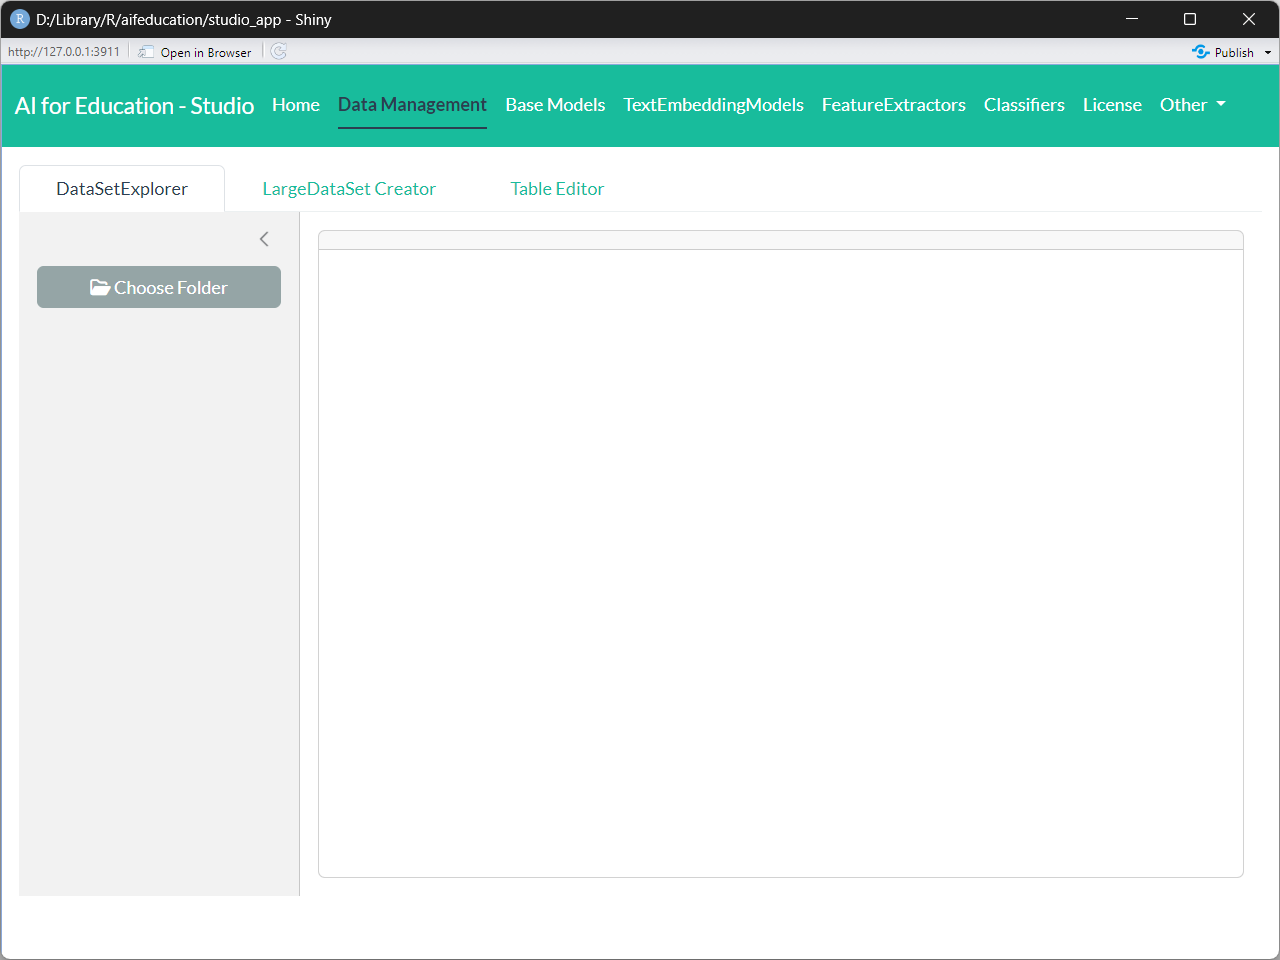 R D:/Library/R/aifeducation/studio_app - Shiny
http://127.0.0.1:3911 Open in Browser Publish
AI for Education - Studio Home Data Management Base Models TextEmbeddingModels FeatureExtractors Classifiers License Other
DataSetExplorer LargeDataSet Creator Table Editor
Choose Folder